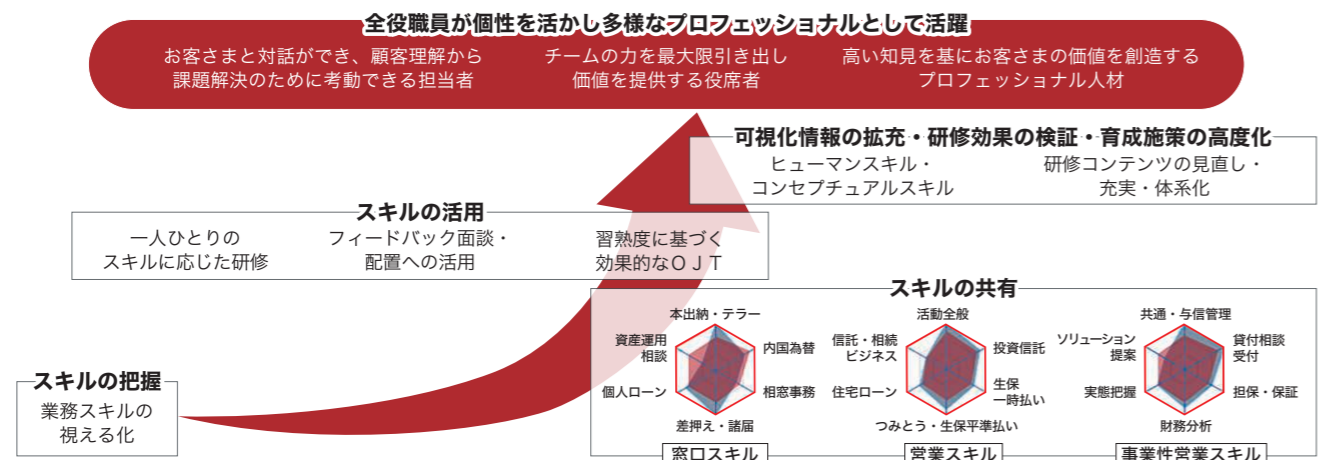 全役職員が個性を活かし多様なプロフェッショナルとして活躍
お客さまと対話ができ、顧客理解から
課題解決のために考動できる担当者
チームの力を最大限引き出し
価値を提供する役席者
高い知見を基にお客さまの価値を創造する
プロフェッショナル人材
可視化情報の拡充・研修効果の検証・育成施策の高度化
ヒューマンスキル・
コンセプチュアルスキル
研修コンテンツの見直し・
充実・体系化
スキルの活用
一人ひとりの
スキルに応じた研修
フィードバック面談・
配置への活用
習熟度に基づく
効果的なＯＪＴ
スキルの共有
本出納・テラー
資産運用
相談
内国為替
個人ローン
相窓事務
差押え・諸届
窓口スキル
活動全般
信託・相続
ビジネス
投資信託
住宅ローン
生保
一時払い
つみとう・生保平準払い
営業スキル
共通・与信管理
ソリューション
提案
貸付相談
受付
実態把握
担保・保証
財務分析
事業性営業スキル
スキルの把握
業務スキルの
視える化